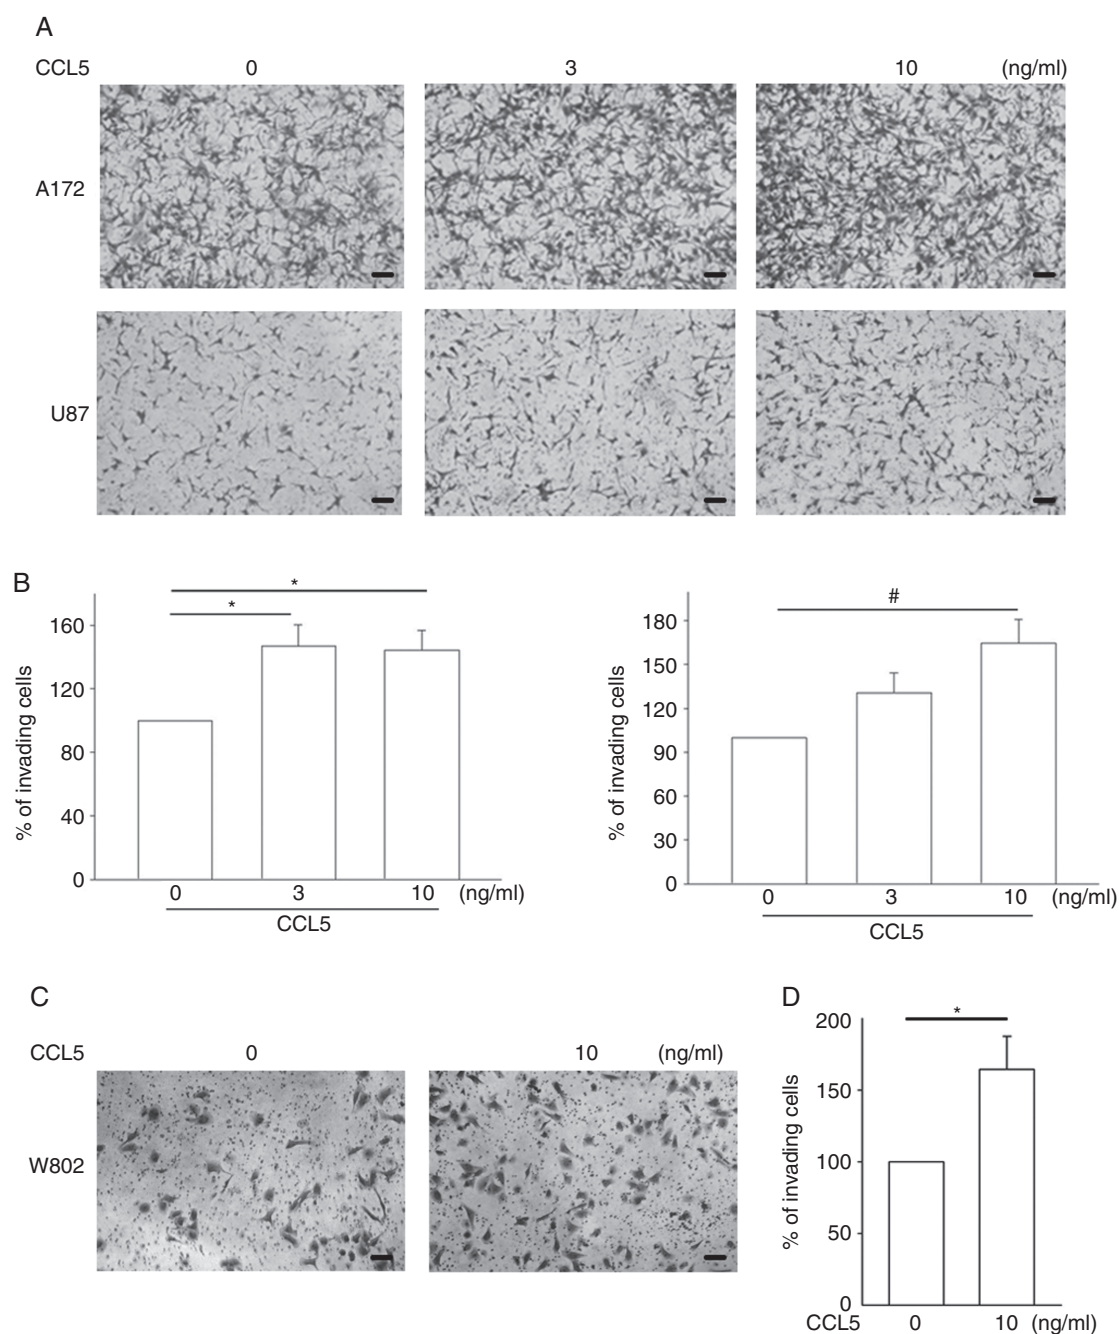 A
CCL5 0 3 10 (ng/ml)
A172
U87
B
*
*
% of invading cells
160
120
80
40
0
0 3 10 (ng/ml)
CCL5
#
% of invading cells
180
150
120
90
60
30
0
0 3 10 (ng/ml)
CCL5
C
CCL5 0 10 (ng/ml)
W802
D
*
% of invading cells
200
150
100
50
0
CCL5 0 10 (ng/ml)